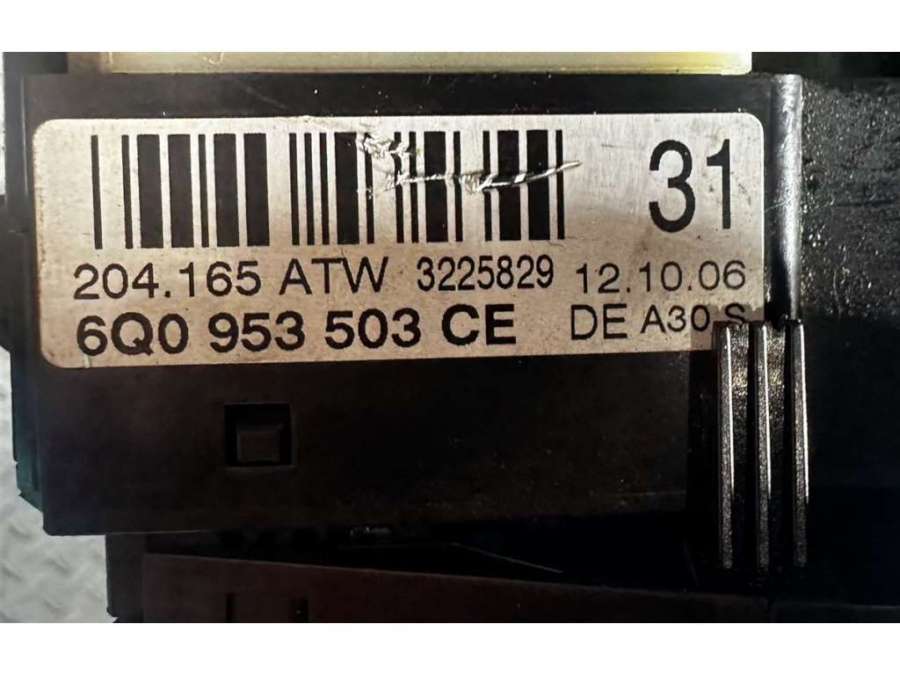 31
204.165 ATW 3225829 12.10.06
6Q0 953 503 CE DE A30 S